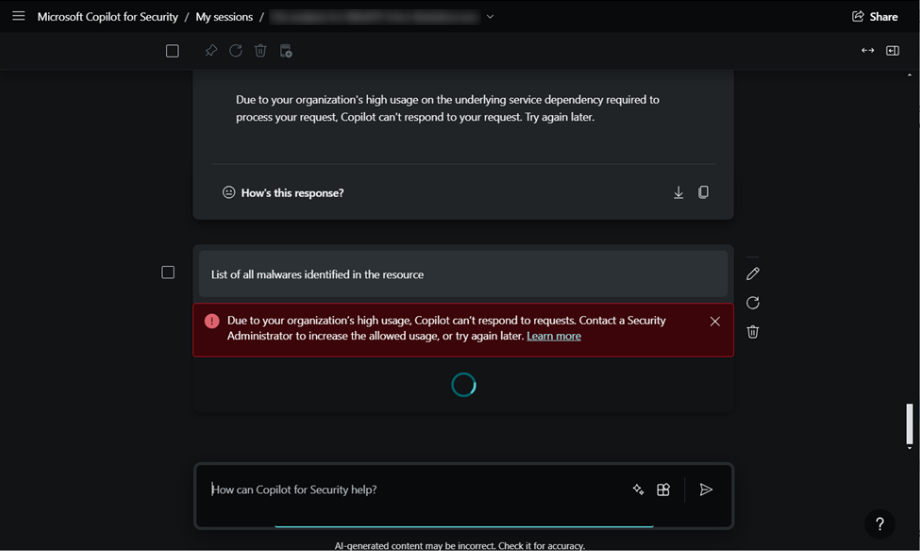 Microsoft Copilot for Security / My sessions /
Share
Due to your organization's high usage on the underlying service dependency required to
process your request, Copilot can't respond to your request. Try again later.
How's this response?
List of all malwares identified in the resource
Due to your organization's high usage, Copilot can't respond to requests. Contact a Security
Administrator to increase the allowed usage, or try again later. Learn more
How can Copilot for Security help?
?
AI-generated content may be incorrect. Check it for accuracy.